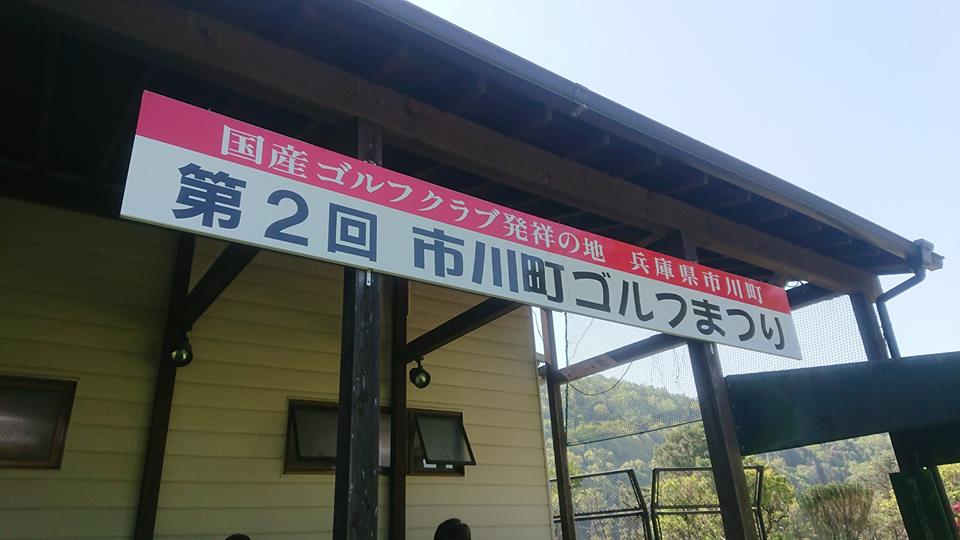 国産ゴルフクラブ発祥の地 兵庫県市川町
第2回 市川町ゴルフまつり